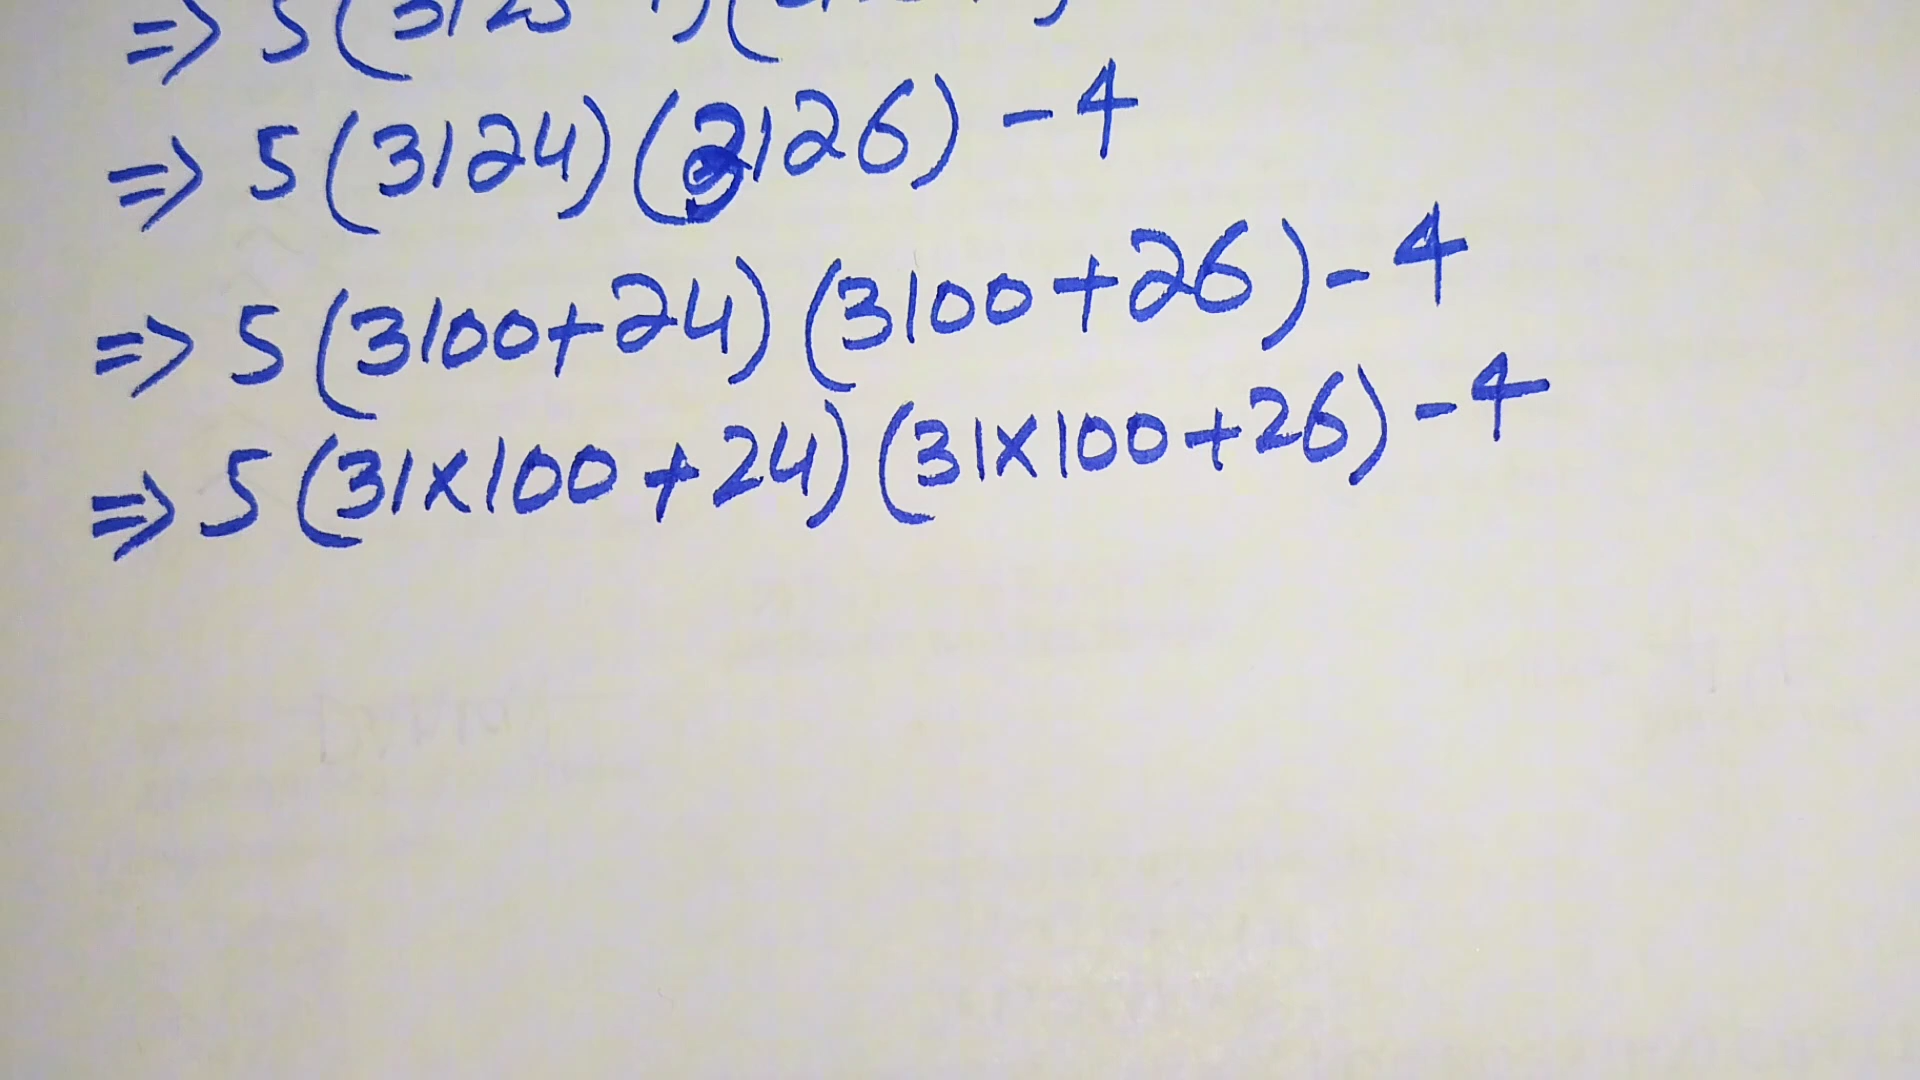 => 5(3124)(3126) - 4
=> 5(3100+24)(3100+26) - 4
=> 5(31×100+24)(31×100+26) - 4